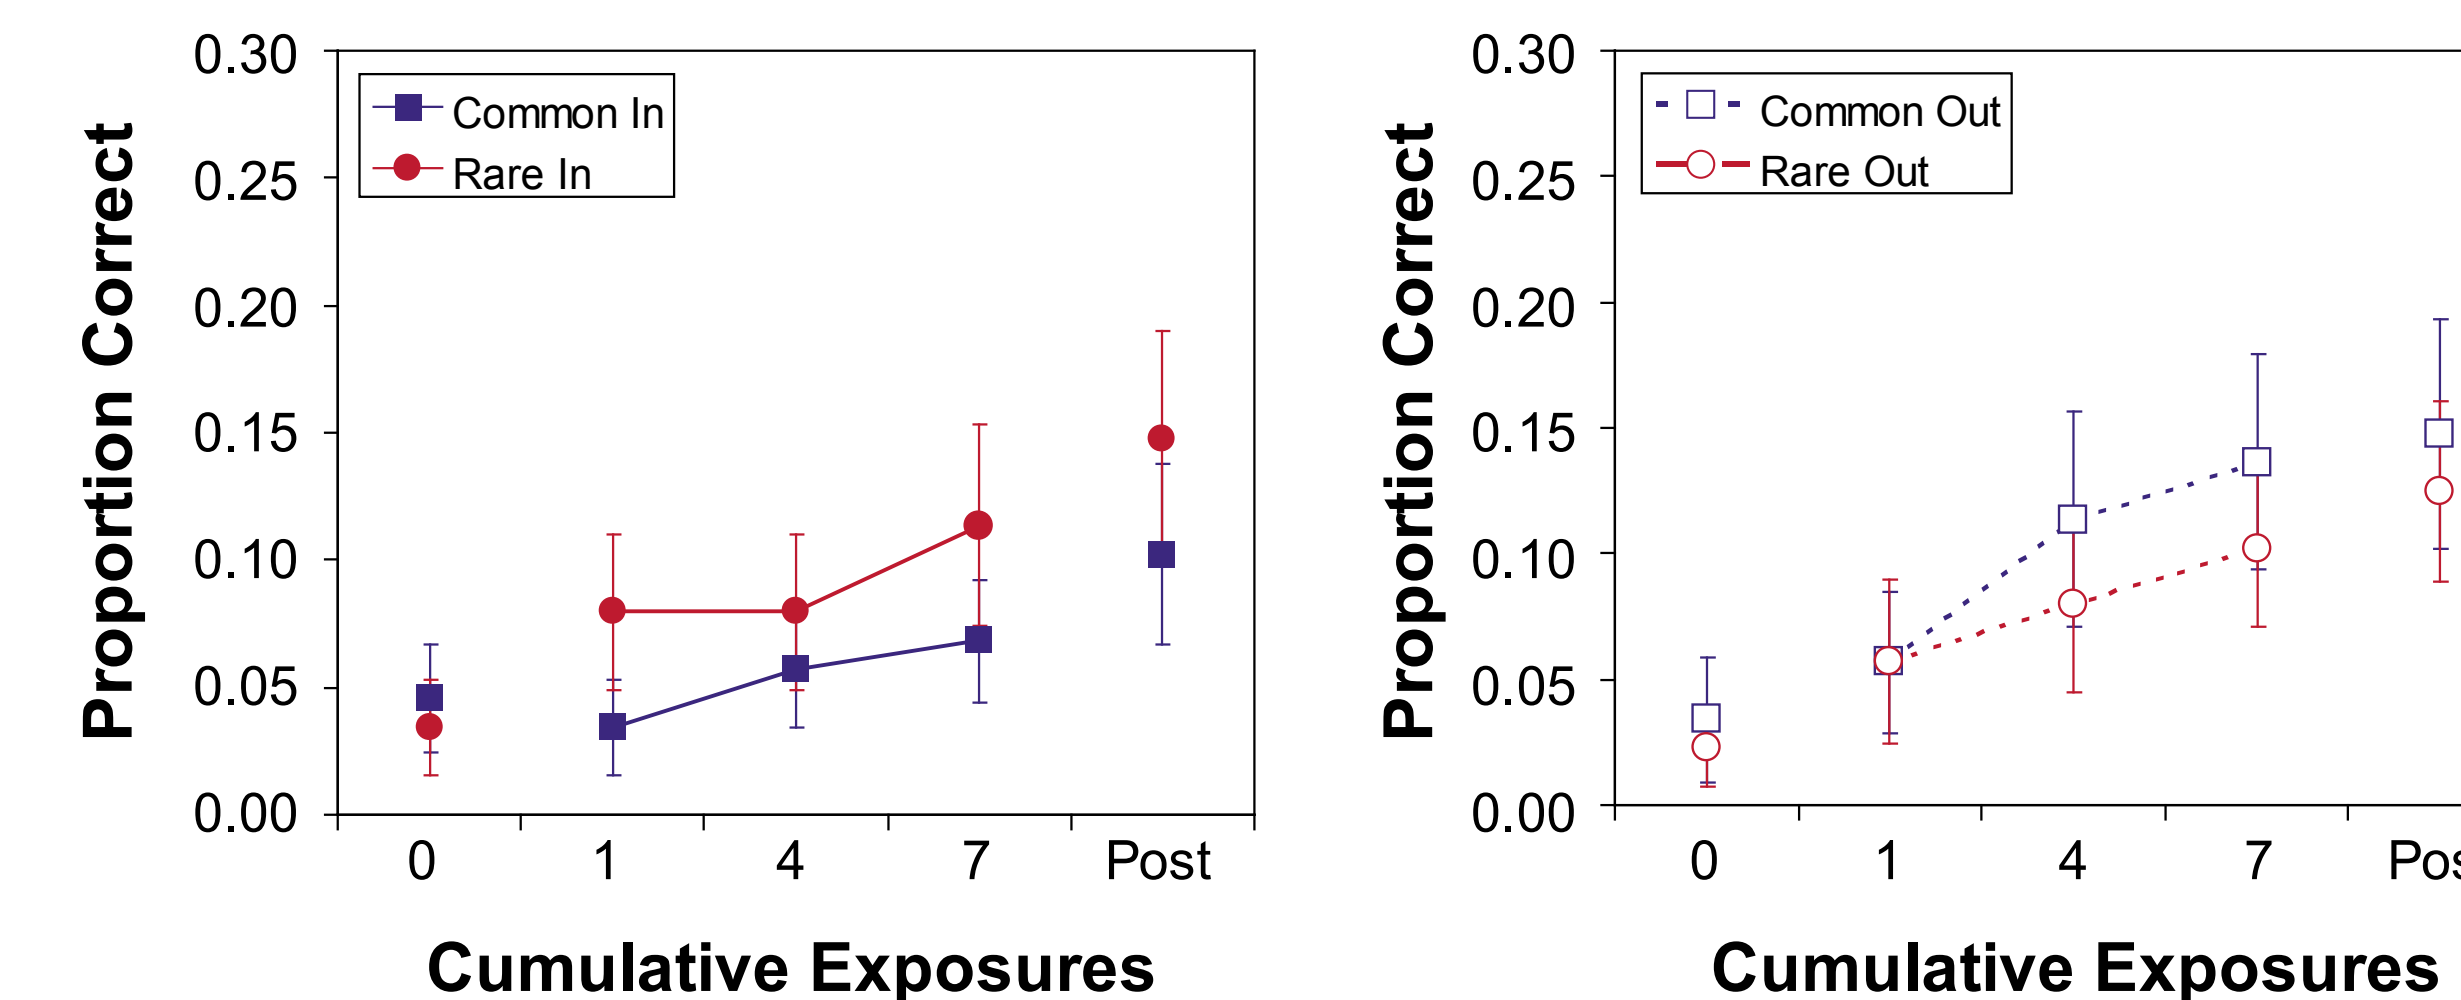 0.30
0.25
0.20
0.15
0.10
0.05
0.00
Proportion Correct
Common In
Rare In
0 1 4 7 Post
Cumulative Exposures
0.30
0.25
0.20
0.15
0.10
0.05
0.00
Proportion Correct
Common Out
Rare Out
0 1 4 7
Cumulative Exposures